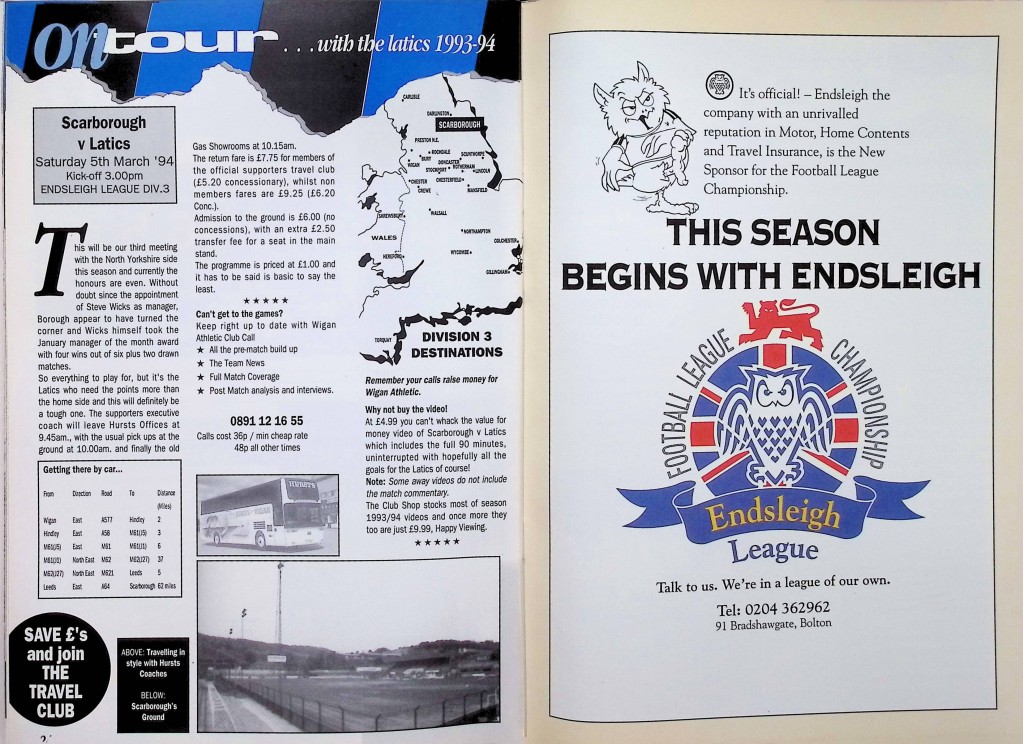 on tour ...with the latics 1993-94
Scarborough
v Latics
Saturday 5th March '94
Kick-off 3.00pm
ENDSLEIGH LEAGUE DIV.3
This will be our third meeting
with the North Yorkshire side
this season and currently the
honours are even. Without
doubt since the appointment
of Steve Wicks as manager,
Borough appear to have turned the
corner and Wicks himself took the
January manager of the month award
with four wins out of six plus two drawn
matches.
So everything to play for, but it's the
Latics who need the points more than
the home side and this will definitely be
a tough one. The supporters executive
coach will leave Hursts Offices at
9.45am., with the usual pick ups at the
ground at 10.00am. and finally the old
Getting there by car...
From Direction Road To Distance
(Miles)
Wigan East A577 Hindley 2
Hindley East A58 M61(J5) 3
M61(J5) East M61 M61(J1) 6
M61(J1) North East M62 M62(J27) 37
M62(J27) North East M621 Leeds 5
Leeds East A64 Scarborough 62 miles
SAVE £'s
and join
THE
TRAVEL
CLUB
ABOVE: Travelling in
style with Hursts
Coaches
BELOW:
Scarborough's
Ground
Gas Showrooms at 10.15am.
The return fare is £7.75 for members of
the official supporters travel club
(£5.20 concessionary), whilst non
members fares are £9.25 (£6.20
Conc.).
Admission to the ground is £6.00 (no
concessions), with an extra £2.50
transfer fee for a seat in the main
stand.
The programme is priced at £1.00 and
it has to be said is basic to say the
least.
★★★★★
Can't get to the games?
Keep right up to date with Wigan
Athletic Club Call
★ All the pre-match build up
★ The Team News
★ Full Match Coverage
★ Post Match analysis and interviews.
0891 12 16 55
Calls cost 36p / min cheap rate
48p all other times
HURSTS
CARLISLE
DARLINGTON
SCARBOROUGH
PRESTON N.E.
ROCHDALE
SCUNTHORPE
BURY
DONCASTER
WIGAN
ROTHERHAM
STOCKPORT
LINCOLN
CHESTER
CHESTERFIELD
CREWE
MANSFIELD
SHREWSBURY
WALSALL
WALES
NORTHAMPTON
COLCHESTER
HEREFORD
WYCOMBE
GILLINGHAM
TORQUAY
DIVISION 3
DESTINATIONS
Remember your calls raise money for
Wigan Athletic.
Why not buy the video!
At £4.99 you can't whack the value for
money video of Scarborough v Latics
which includes the full 90 minutes,
uninterrupted with hopefully all the
goals for the Latics of course!
Note: Some away videos do not include
the match commentary.
The Club Shop stocks most of season
1993/94 videos and once more they
too are just £9.99, Happy Viewing.
★★★★★
It's official! – Endsleigh the
company with an unrivalled
reputation in Motor, Home Contents
and Travel Insurance, is the New
Sponsor for the Football League
Championship.
THIS SEASON
BEGINS WITH ENDSLEIGH
FOOTBALL LEAGUE CHAMPIONSHIP
Endsleigh
League
Talk to us. We're in a league of our own.
Tel: 0204 362962
91 Bradshawgate, Bolton